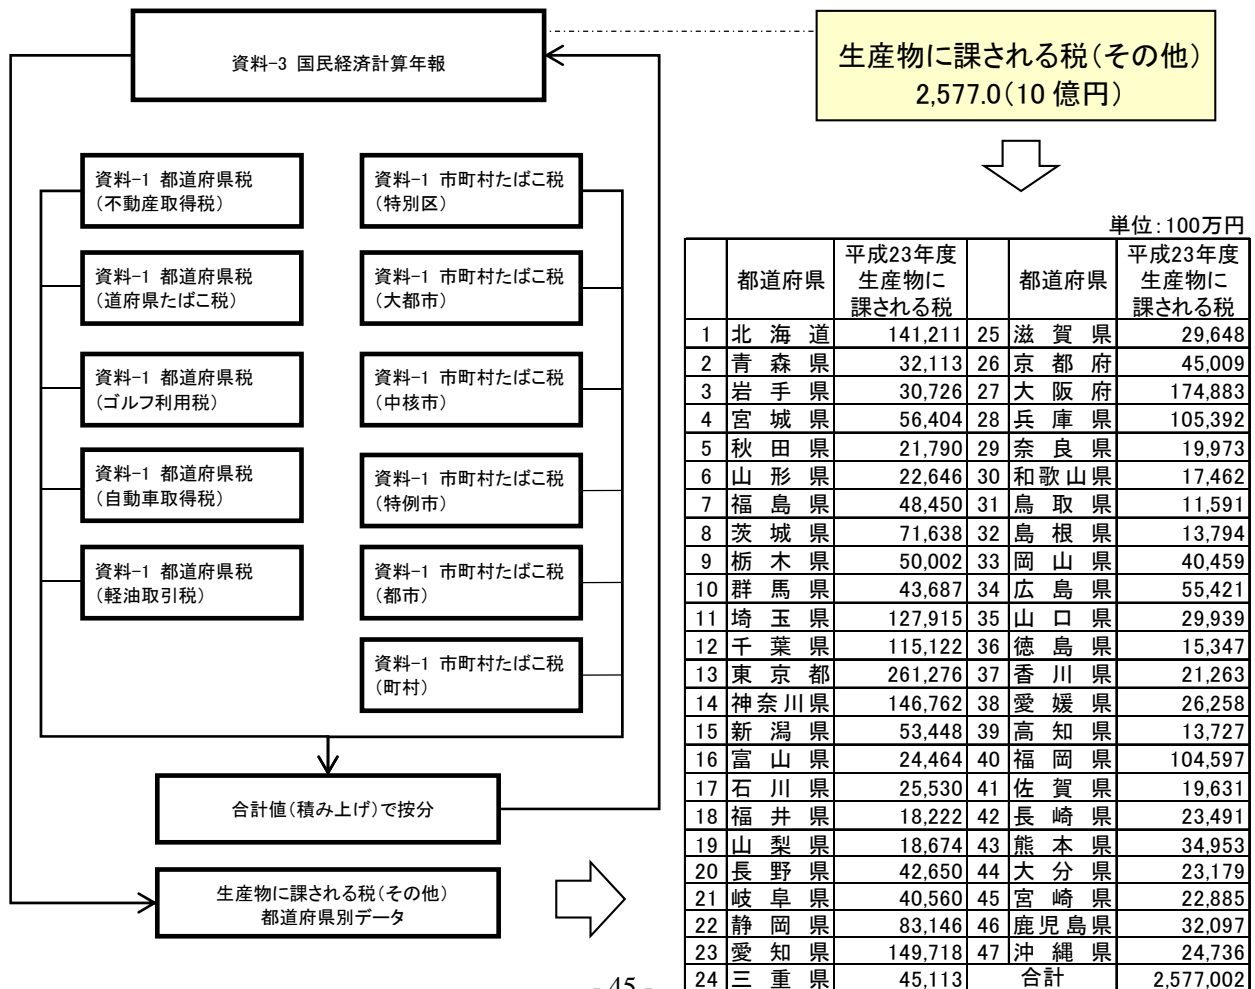 資料-3 国民経済計算年報
生産物に課される税（その他）
2,577.0（10 億円）
資料-1 都道府県税
（不動産取得税）
資料-1 都道府県税
（道府県たばこ税）
資料-1 都道府県税
（ゴルフ利用税）
資料-1 都道府県税
（自動車取得税）
資料-1 都道府県税
（軽油取引税）
資料-1 市町村たばこ税
（特別区）
資料-1 市町村たばこ税
（大都市）
資料-1 市町村たばこ税
（中核市）
資料-1 市町村たばこ税
（特例市）
資料-1 市町村たばこ税
（都市）
資料-1 市町村たばこ税
（町村）
合計値（積み上げ）で按分
生産物に課される税（その他）
都道府県別データ
単位：100万円
都道府県 平成23年度 生産物に 課される税 都道府県 平成23年度 生産物に 課される税
1 北海道 141,211 25 滋賀県 29,648
2 青森県 32,113 26 京都府 45,009
3 岩手県 30,726 27 大阪府 174,883
4 宮城県 56,404 28 兵庫県 105,392
5 秋田県 21,790 29 奈良県 19,973
6 山形県 22,646 30 和歌山県 17,462
7 福島県 48,450 31 鳥取県 11,591
8 茨城県 71,638 32 島根県 13,794
9 栃木県 50,002 33 岡山県 40,459
10 群馬県 43,687 34 広島県 55,421
11 埼玉県 127,915 35 山口県 29,939
12 千葉県 115,122 36 徳島県 15,347
13 東京都 261,276 37 香川県 21,263
14 神奈川県 146,762 38 愛媛県 26,258
15 新潟県 53,448 39 高知県 13,727
16 富山県 24,464 40 福岡県 104,597
17 石川県 25,530 41 佐賀県 19,631
18 福井県 18,222 42 長崎県 23,491
19 山梨県 18,674 43 熊本県 34,953
20 長野県 42,650 44 大分県 23,179
21 岐阜県 40,560 45 宮崎県 22,885
22 静岡県 83,146 46 鹿児島県 32,097
23 愛知県 149,718 47 沖縄県 24,736
24 三重県 45,113 合計 2,577,002
- 45 -